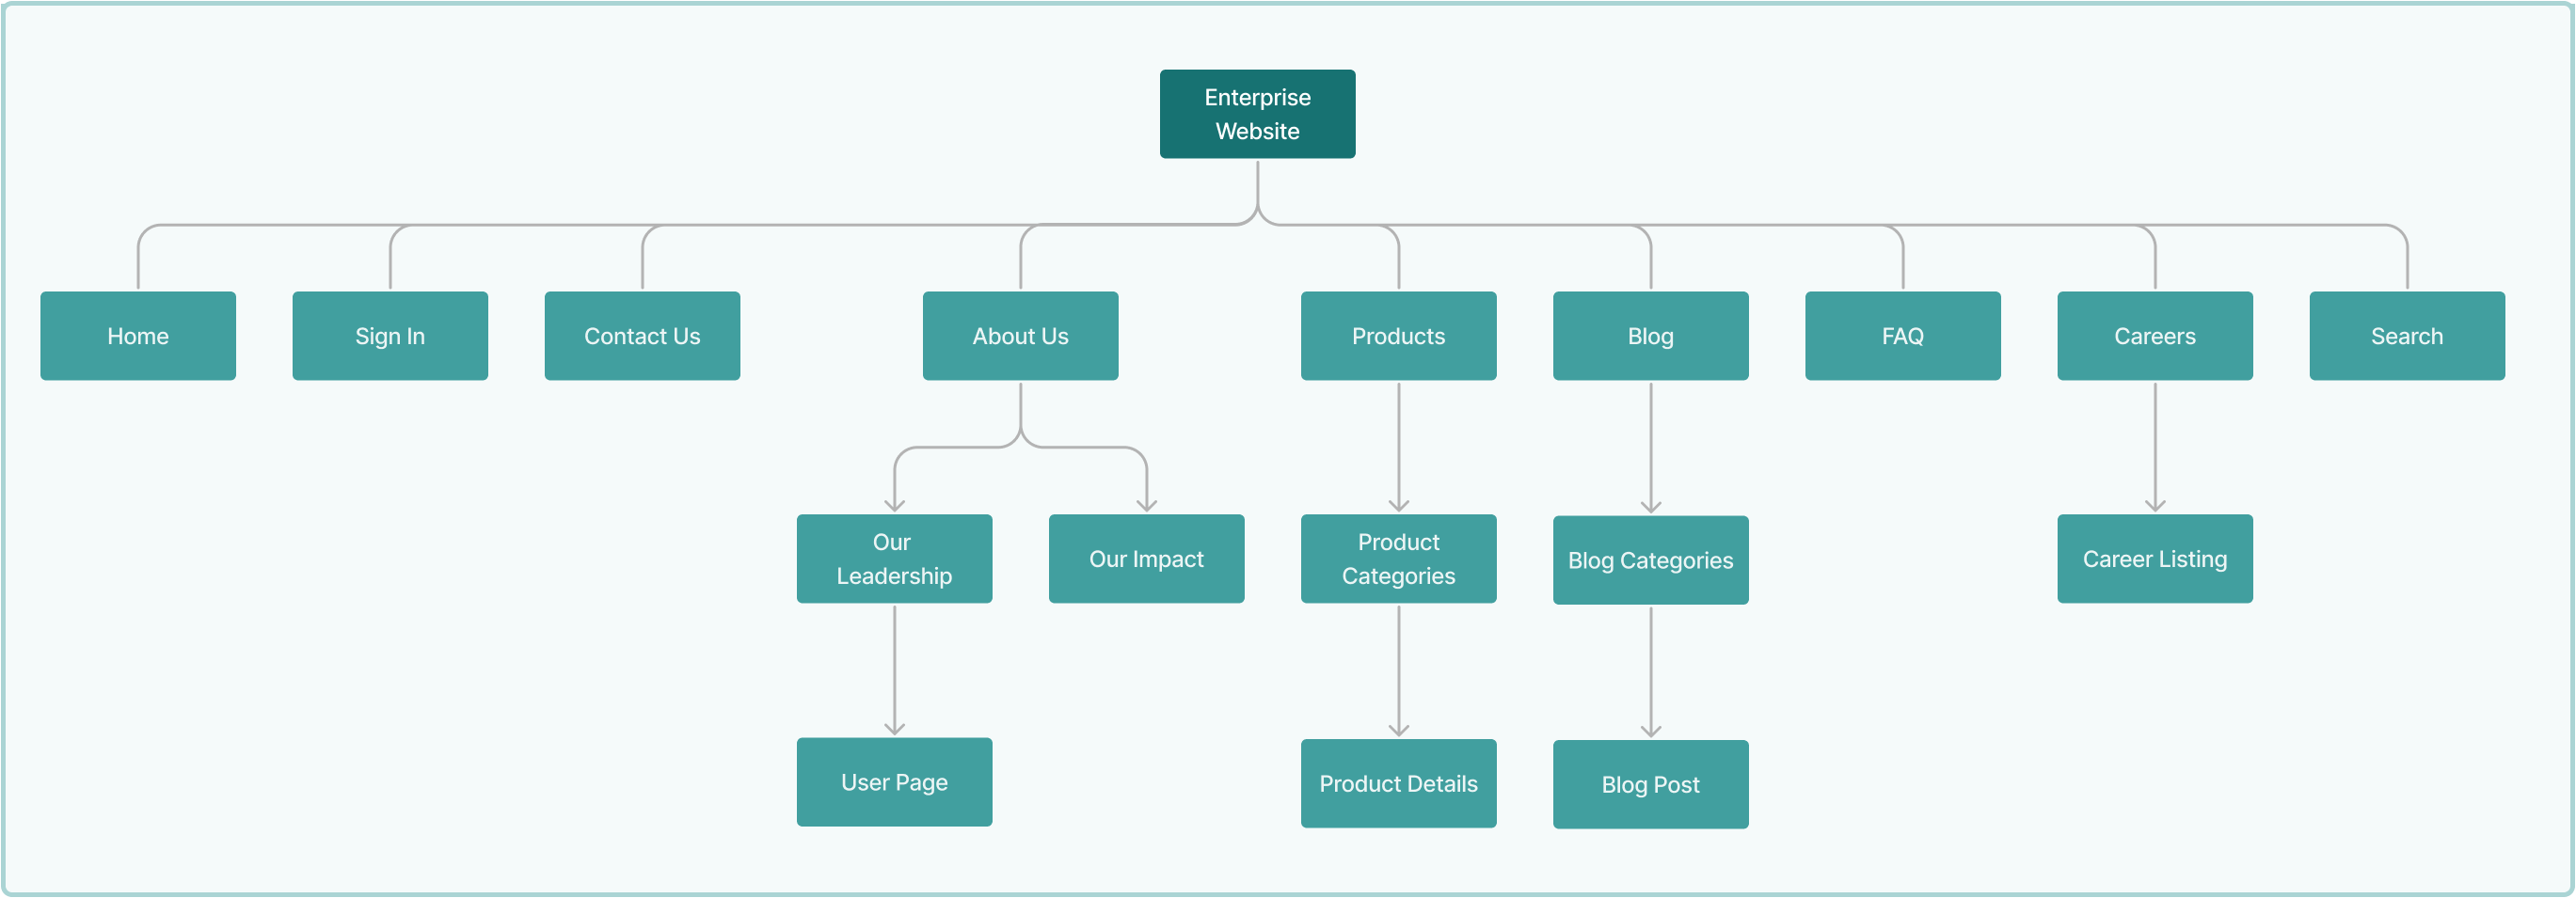 Enterprise
Website
Home
Sign In
Contact Us
About Us
Products
Blog
FAQ
Careers
Search
Our
Leadership
Our Impact
Product
Categories
Blog Categories
Career Listing
User Page
Product Details
Blog Post